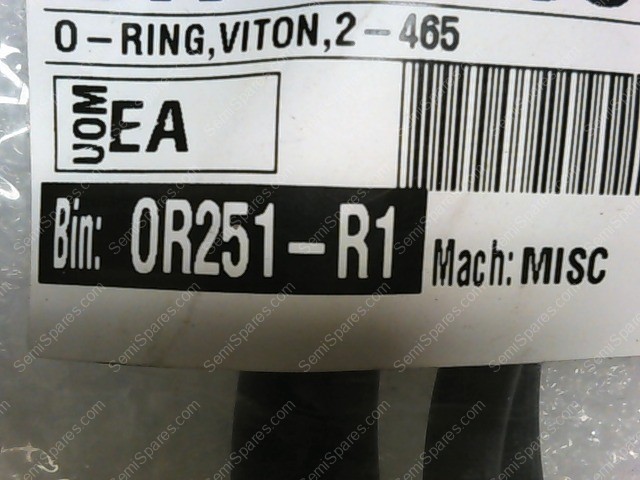 O-RING,VITON,2-465
UOM EA
Bin: OR251-R1
Mach: MISC
SemiSpares.com